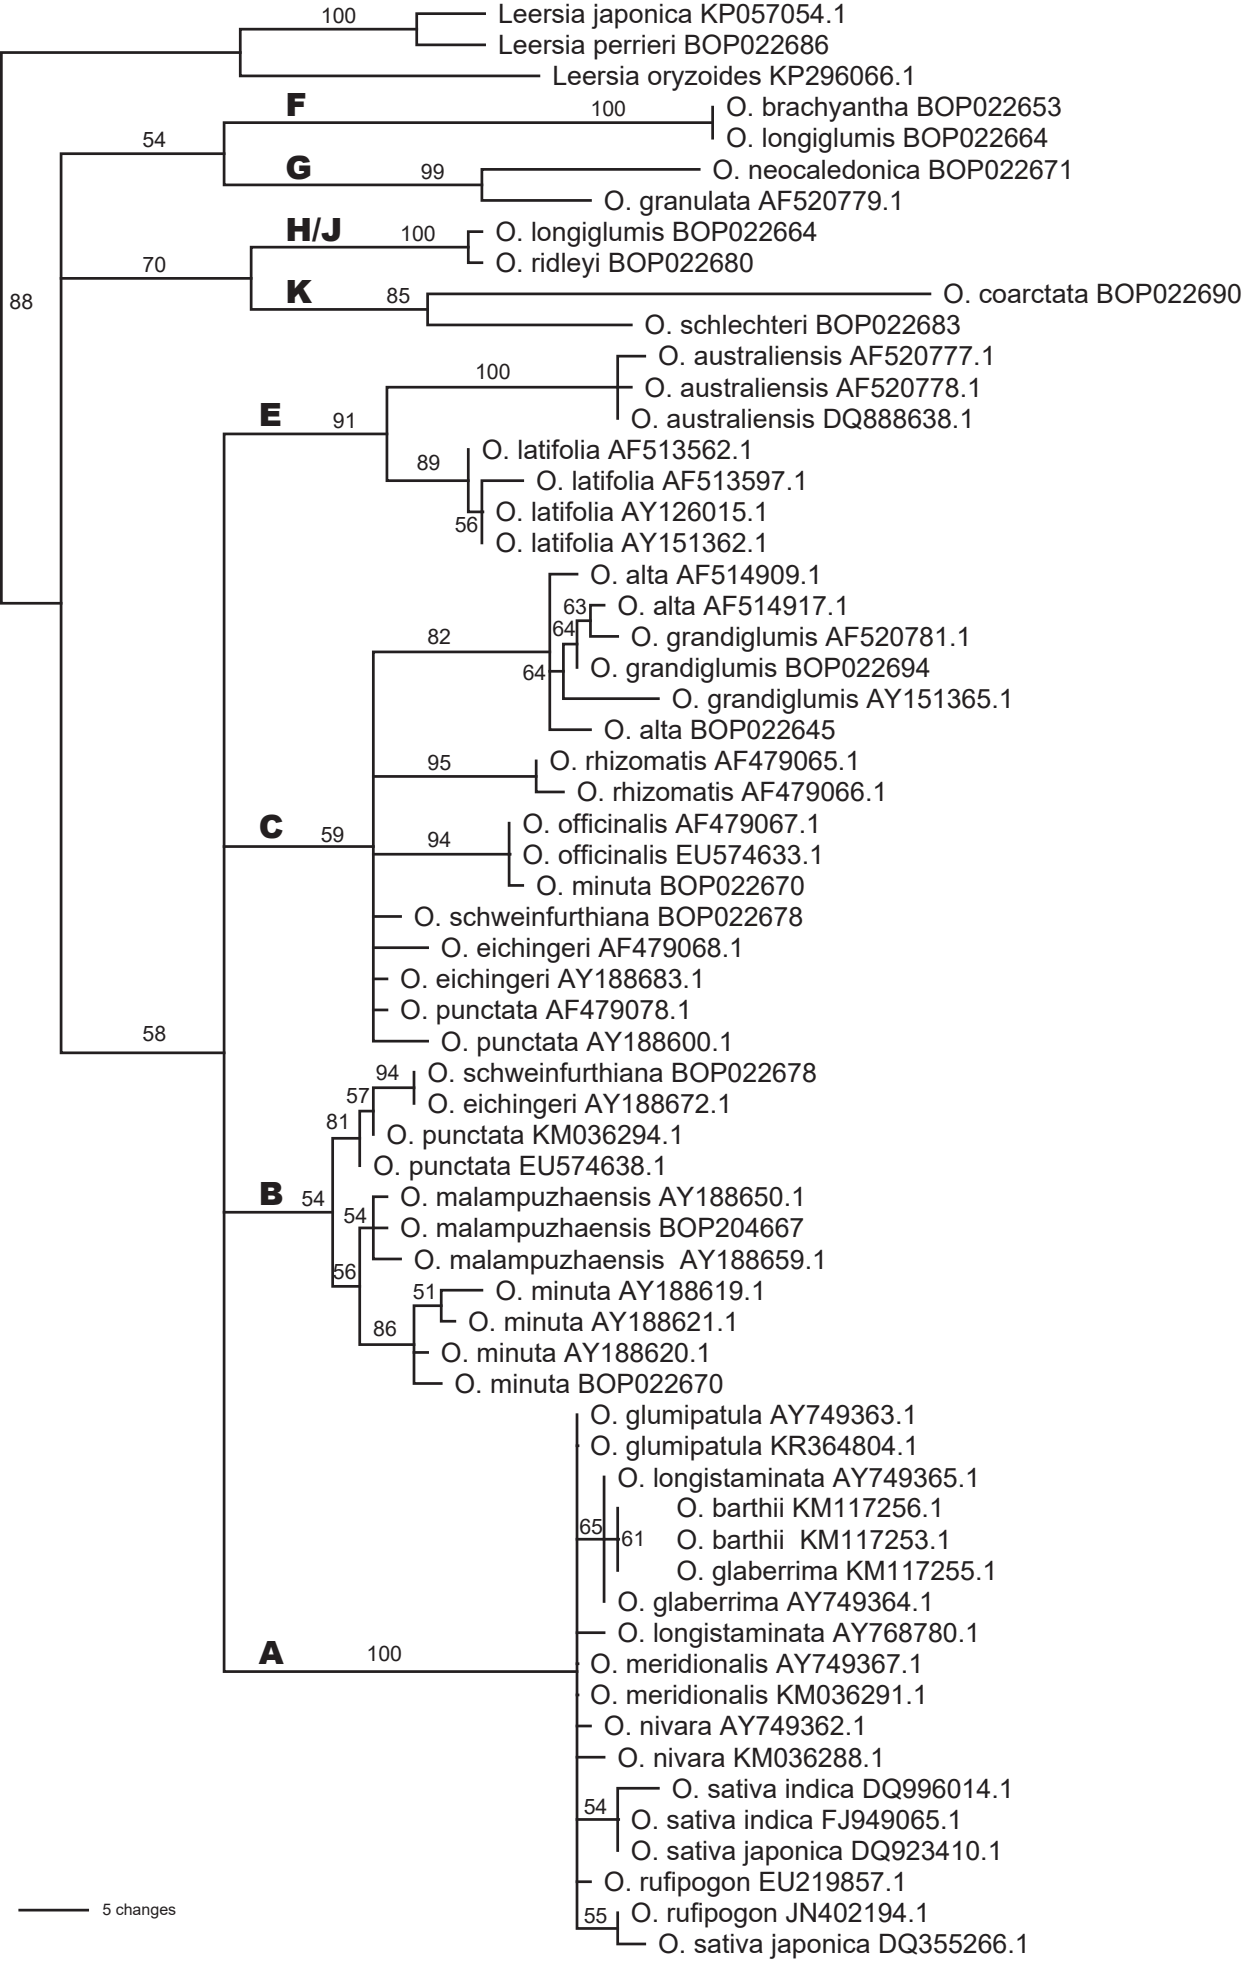 100
Leersia japonica KP057054.1
Leersia perrieri BOP022686
Leersia oryzoides KP296066.1
F
100
O. brachyantha BOP022653
O. longiglumis BOP022664
54
G
99
O. neocaledonica BOP022671
O. granulata AF520779.1
H/J
100
O. longiglumis BOP022664
O. ridleyi BOP022680
70
K
85
O. coarctata BOP022690
O. schlechteri BOP022683
88
O. australiensis AF520777.1
100
O. australiensis AF520778.1
O. australiensis DQ888638.1
E
91
O. latifolia AF513562.1
89
O. latifolia AF513597.1
O. latifolia AY126015.1
56
O. latifolia AY151362.1
O. alta AF514909.1
63
O. alta AF514917.1
64
O. grandiglumis AF520781.1
82
64
O. grandiglumis BOP022694
O. grandiglumis AY151365.1
O. alta BOP022645
95
O. rhizomatis AF479065.1
O. rhizomatis AF479066.1
C
59
94
O. officinalis AF479067.1
O. officinalis EU574633.1
O. minuta BOP022670
O. schweinfurthiana BOP022678
O. eichingeri AF479068.1
O. eichingeri AY188683.1
O. punctata AF479078.1
O. punctata AY188600.1
58
94
O. schweinfurthiana BOP022678
57
O. eichingeri AY188672.1
81
O. punctata KM036294.1
O. punctata EU574638.1
B
54
O. malampuzhaensis AY188650.1
54
O. malampuzhaensis BOP204667
O. malampuzhaensis  AY188659.1
56
51
O. minuta AY188619.1
O. minuta AY188621.1
86
O. minuta AY188620.1
O. minuta BOP022670
O. glumipatula AY749363.1
O. glumipatula KR364804.1
O. longistaminata AY749365.1
O. barthii KM117256.1
65
61
O. barthii  KM117253.1
O. glaberrima KM117255.1
O. glaberrima AY749364.1
O. longistaminata AY768780.1
A
100
O. meridionalis AY749367.1
O. meridionalis KM036291.1
O. nivara AY749362.1
O. nivara KM036288.1
O. sativa indica DQ996014.1
54
O. sativa indica FJ949065.1
O. sativa japonica DQ923410.1
O. rufipogon EU219857.1
55
O. rufipogon JN402194.1
O. sativa japonica DQ355266.1
5 changes